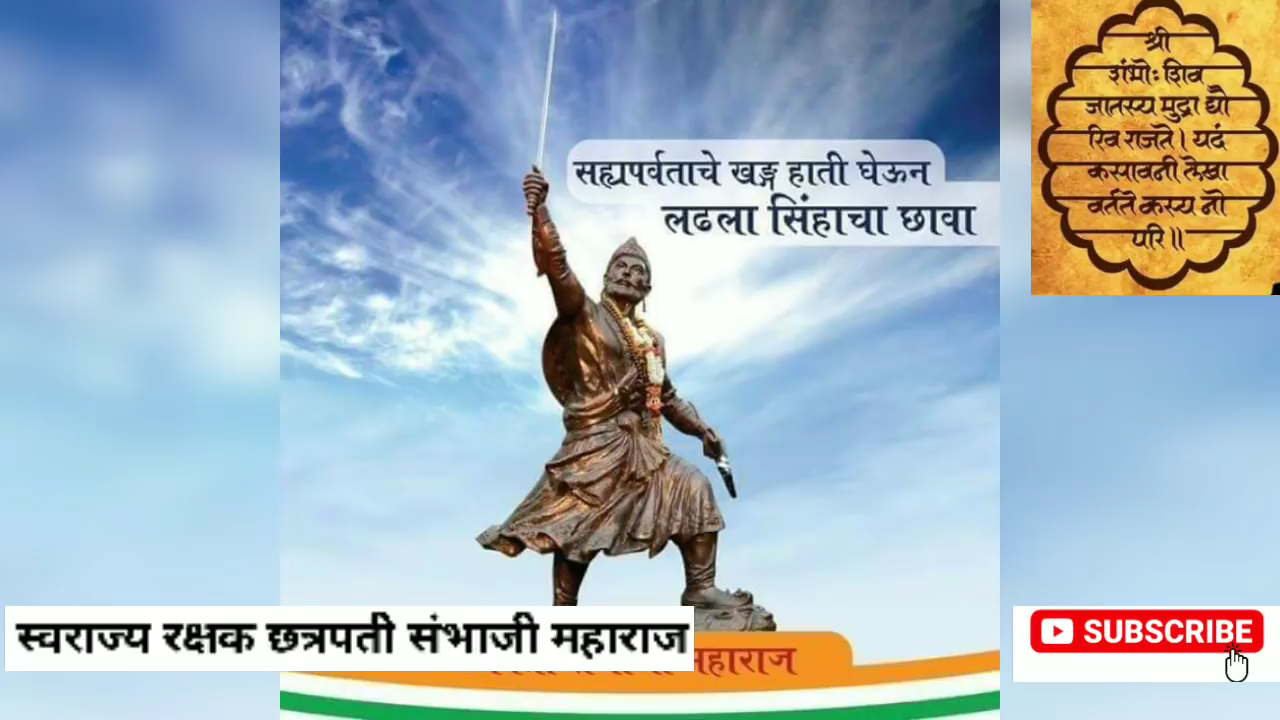 सह्यपर्वताचे खड्ग हाती घेऊन
लढला सिंहाचा छावा
श्री
शंभोः शिव
जातस्य मुद्रा द्यौ
रिव राजते। यदं
कसावनी लेखा
वर्तते कस्य नो
परि॥
स्वराज्य रक्षक छत्रपती संभाजी महाराज
महाराज
SUBSCRIBE